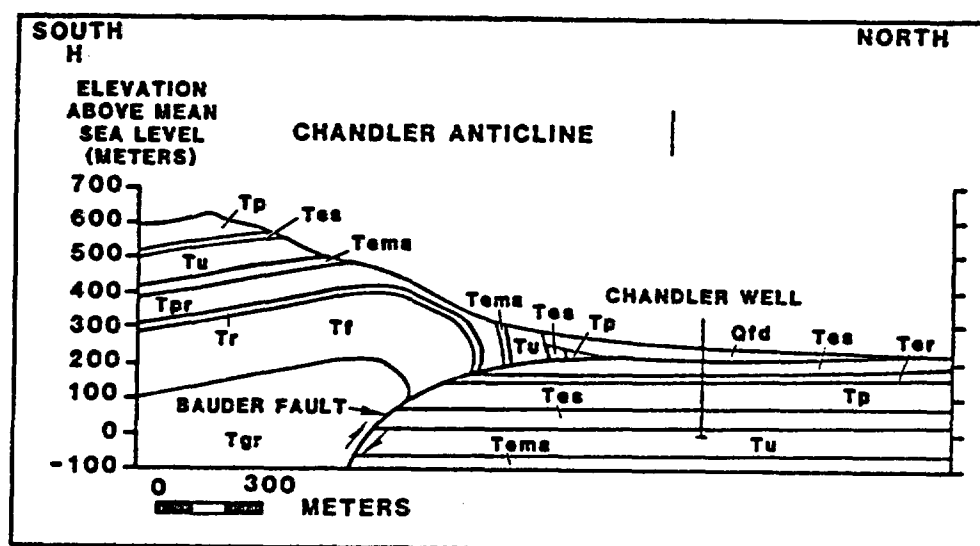 SOUTH
H
NORTH
ELEVATION
ABOVE MEAN
SEA LEVEL
(METERS)
CHANDLER ANTICLINE
700
600
500
400
300
200
100
0
-100
Tp
Tes
Tema
Tu
Tpr
Tr
Tf
Tema
Tes
Tp
Tu
CHANDLER WELL
Qfd
Tes
Ter
BAUDER FAULT
Tes
Tp
Tgr
Tema
Tu
0 300
METERS